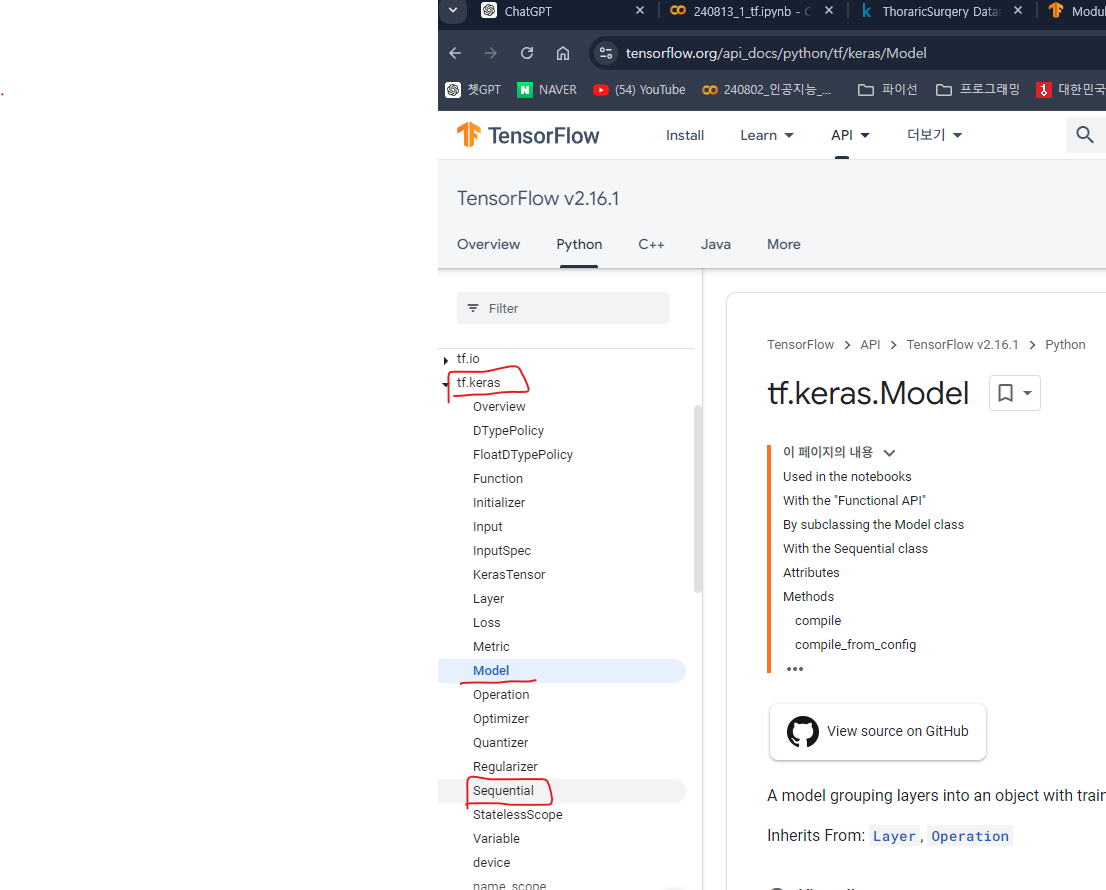 ChatGPT
240813_1_tf.ipynb - C
ThoraricSurgery Data
Modul
tensorflow.org/api_docs/python/tf/keras/Model
쳇GPT
NAVER
(54) YouTube
240802_인공지능_...
파이선
프로그래밍
대한민국
TensorFlow
Install
Learn
API
더보기
TensorFlow v2.16.1
Overview
Python
C++
Java
More
Filter
tf.io
tf.keras
Overview
DTypePolicy
FloatDTypePolicy
Function
Initializer
Input
InputSpec
KerasTensor
Layer
Loss
Metric
Model
Operation
Optimizer
Quantizer
Regularizer
Sequential
StatelessScope
Variable
device
name_scope
TensorFlow > API > TensorFlow v2.16.1 > Python
tf.keras.Model
이 페이지의 내용
Used in the notebooks
With the "Functional API"
By subclassing the Model class
With the Sequential class
Attributes
Methods
compile
compile_from_config
•••
View source on GitHub
A model grouping layers into an object with train
Inherits From: Layer, Operation